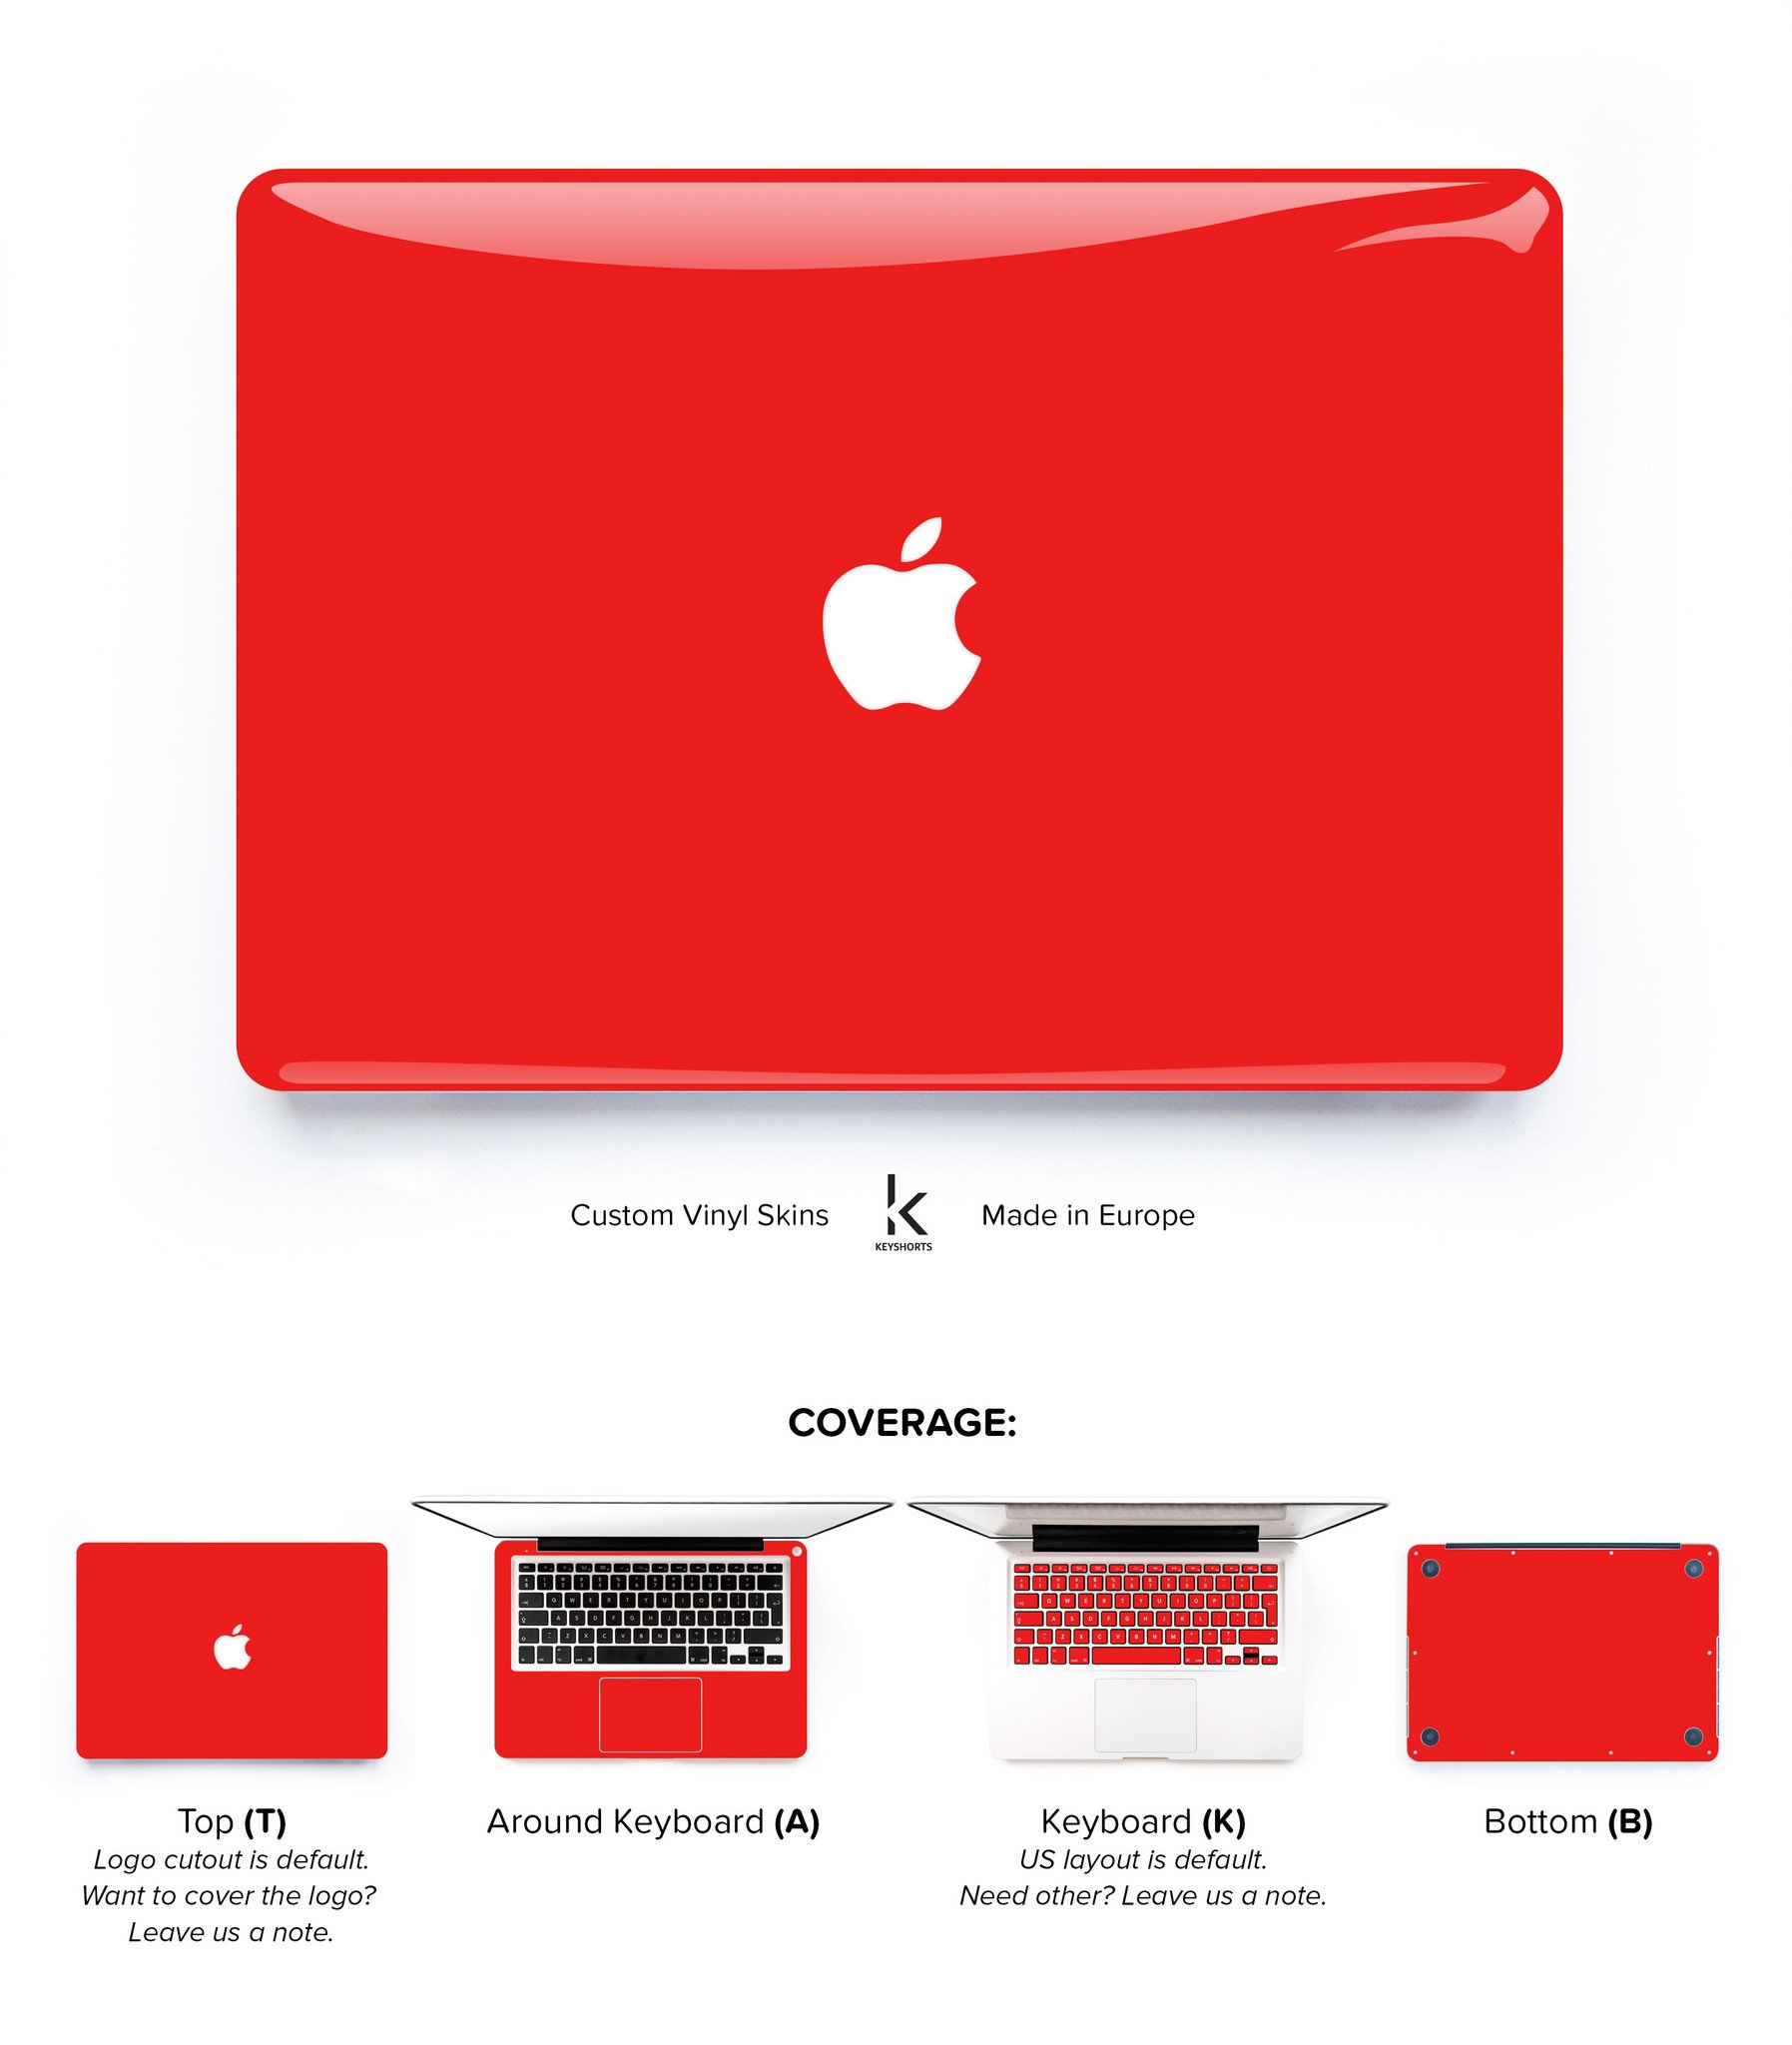 Custom Vinyl Skins
KEYSHORTS
Made in Europe
COVERAGE:
Top (T)
Logo cutout is default.
Want to cover the logo?
Leave us a note.
Around Keyboard (A)
Keyboard (K)
US layout is default.
Need other? Leave us a note.
Bottom (B)